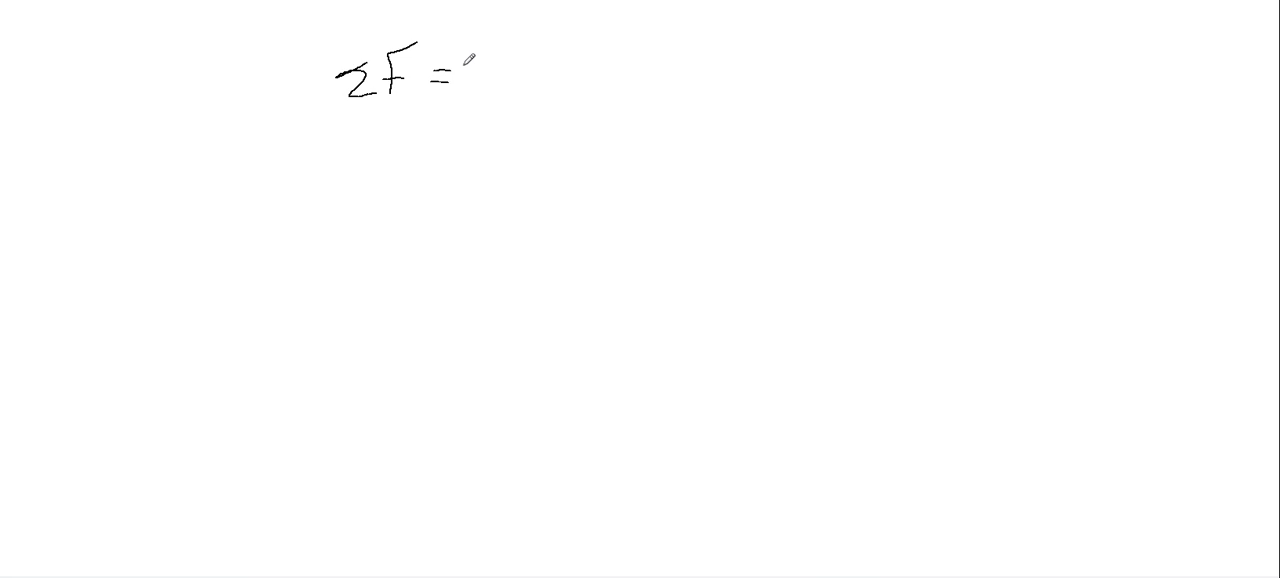 ΣF =